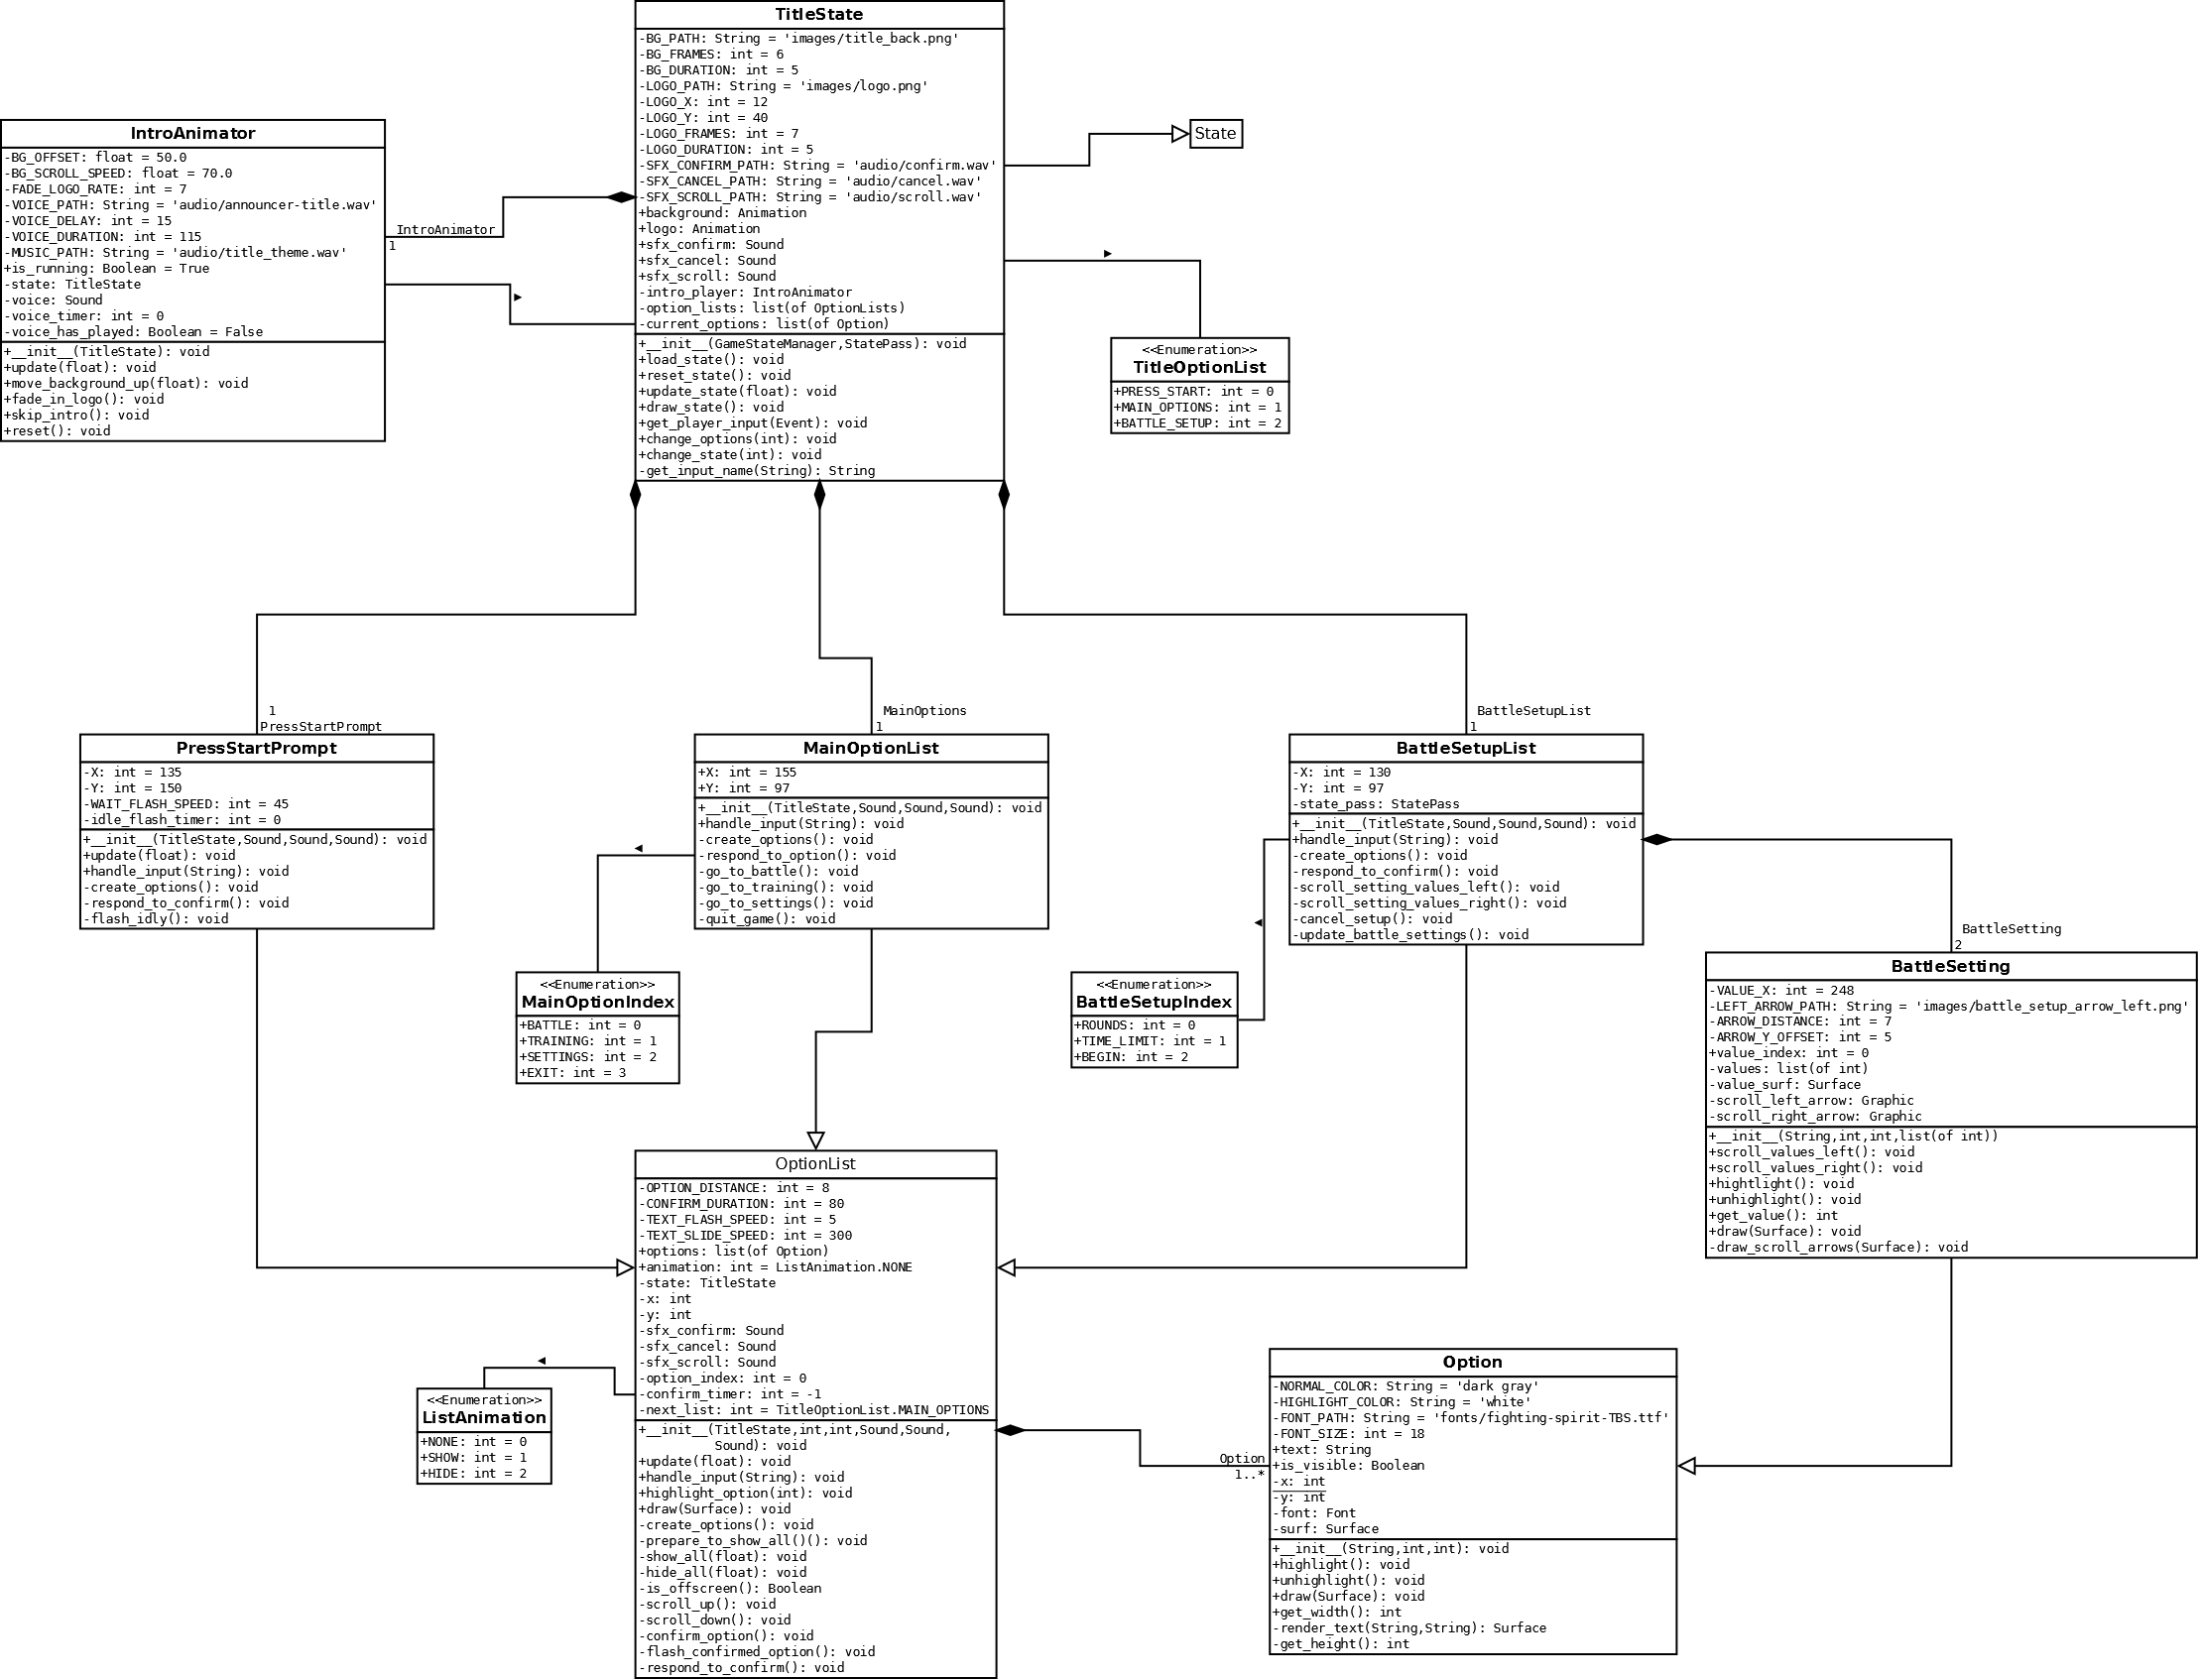 TitleState
-BG_PATH: String = 'images/title_back.png'
-BG_FRAMES: int = 6
-BG_DURATION: int = 5
-LOGO_PATH: String = 'images/logo.png'
-LOGO_X: int = 12
-LOGO_Y: int = 40
-LOGO_FRAMES: int = 7
-LOGO_DURATION: int = 5
-SFX_CONFIRM_PATH: String = 'audio/confirm.wav'
-SFX_CANCEL_PATH: String = 'audio/cancel.wav'
-SFX_SCROLL_PATH: String = 'audio/scroll.wav'
+background: Animation
+logo: Animation
+sfx_confirm: Sound
+sfx_cancel: Sound
+sfx_scroll: Sound
-intro_player: IntroAnimator
-option_lists: list(of OptionLists)
-current_options: list(of Option)
+__init__(GameStateManager,StatePass): void
+load_state(): void
+reset_state(): void
+update_state(float): void
+draw_state(): void
+get_player_input(Event): void
+change_options(int): void
+change_state(int): void
-get_input_name(String): String
IntroAnimator
-BG_OFFSET: float = 50.0
-BG_SCROLL_SPEED: float = 70.0
-FADE_LOGO_RATE: int = 7
-VOICE_PATH: String = 'audio/announcer-title.wav'
-VOICE_DELAY: int = 15
-VOICE_DURATION: int = 115
-MUSIC_PATH: String = 'audio/title_theme.wav'
+is_running: Boolean = True
-state: TitleState
-voice: Sound
-voice_timer: int = 0
-voice_has_played: Boolean = False
+__init__(TitleState): void
+update(float): void
+move_background_up(float): void
+fade_in_logo(): void
+skip_intro(): void
+reset(): void
IntroAnimator
1
State
<<Enumeration>>
TitleOptionList
+PRESS_START: int = 0
+MAIN_OPTIONS: int = 1
+BATTLE_SETUP: int = 2
1
PressStartPrompt
PressStartPrompt
-X: int = 135
-Y: int = 150
-WAIT_FLASH_SPEED: int = 45
-idle_flash_timer: int = 0
+__init__(TitleState,Sound,Sound,Sound): void
+update(float): void
+handle_input(String): void
-create_options(): void
-respond_to_confirm(): void
-flash_idly(): void
MainOptions
1
MainOptionList
+X: int = 155
+Y: int = 97
+__init__(TitleState,Sound,Sound,Sound): void
+handle_input(String): void
-create_options(): void
-respond_to_option(): void
-go_to_battle(): void
-go_to_training(): void
-go_to_settings(): void
-quit_game(): void
BattleSetupList
1
BattleSetupList
-X: int = 130
-Y: int = 97
-state_pass: StatePass
+__init__(TitleState,Sound,Sound,Sound): void
+handle_input(String): void
-create_options(): void
-respond_to_confirm(): void
-scroll_setting_values_left(): void
-scroll_setting_values_right(): void
-cancel_setup(): void
-update_battle_settings(): void
<<Enumeration>>
MainOptionIndex
+BATTLE: int = 0
+TRAINING: int = 1
+SETTINGS: int = 2
+EXIT: int = 3
<<Enumeration>>
BattleSetupIndex
+ROUNDS: int = 0
+TIME_LIMIT: int = 1
+BEGIN: int = 2
BattleSetting
2
BattleSetting
-VALUE_X: int = 248
-LEFT_ARROW_PATH: String = 'images/battle_setup_arrow_left.png'
-ARROW_DISTANCE: int = 7
-ARROW_Y_OFFSET: int = 5
+value_index: int = 0
-values: list(of int)
-value_surf: Surface
-scroll_left_arrow: Graphic
-scroll_right_arrow: Graphic
+__init__(String,int,int,list(of int))
+scroll_values_left(): void
+scroll_values_right(): void
+hightlight(): void
+unhighlight(): void
+get_value(): int
+draw(Surface): void
-draw_scroll_arrows(Surface): void
OptionList
-OPTION_DISTANCE: int = 8
-CONFIRM_DURATION: int = 80
-TEXT_FLASH_SPEED: int = 5
-TEXT_SLIDE_SPEED: int = 300
+options: list(of Option)
+animation: int = ListAnimation.NONE
-state: TitleState
-x: int
-y: int
-sfx_confirm: Sound
-sfx_cancel: Sound
-sfx_scroll: Sound
-option_index: int = 0
-confirm_timer: int = -1
-next_list: int = TitleOptionList.MAIN_OPTIONS
+__init__(TitleState,int,int,Sound,Sound,
Sound): void
+update(float): void
+handle_input(String): void
+highlight_option(int): void
+draw(Surface): void
-create_options(): void
-prepare_to_show_all()(): void
-show_all(float): void
-hide_all(float): void
-is_offscreen(): Boolean
-scroll_up(): void
-scroll_down(): void
-confirm_option(): void
-flash_confirmed_option(): void
-respond_to_confirm(): void
<<Enumeration>>
ListAnimation
+NONE: int = 0
+SHOW: int = 1
+HIDE: int = 2
Option
1..*
Option
-NORMAL_COLOR: String = 'dark gray'
-HIGHLIGHT_COLOR: String = 'white'
-FONT_PATH: String = 'fonts/fighting-spirit-TBS.ttf'
-FONT_SIZE: int = 18
+text: String
+is_visible: Boolean
-x: int
-y: int
-font: Font
-surf: Surface
+__init__(String,int,int): void
+highlight(): void
+unhighlight(): void
+draw(Surface): void
+get_width(): int
-render_text(String,String): Surface
-get_height(): int